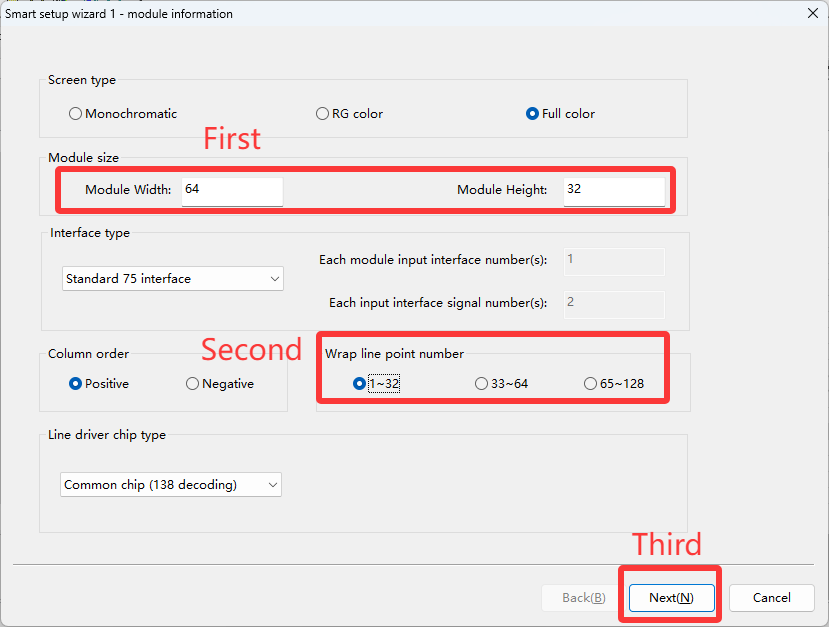 Smart setup wizard 1 - module information
Screen type
Monochromatic RG color Full color
First
Module size
Module Width: 64 Module Height: 32
Interface type
Each module input interface number(s): 1
Standard 75 interface
Each input interface signal number(s): 2
Second
Column order Wrap line point number
Positive Negative 1~32 33~64 65~128
Line driver chip type
Common chip (138 decoding)
Third
Back(B) Next(N) Cancel